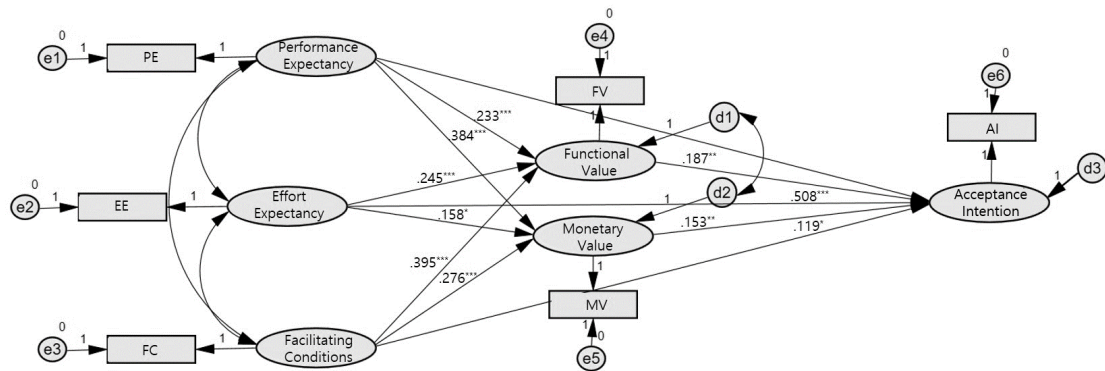 0
e1
1
PE
1
Performance
Expectancy
0
e4
1
FV
1
0
e6
1
AI
1
.233***
.384***
1
d1
Functional
Value
.187**
1
d3
Acceptance
Intention
0
e2
1
EE
1
Effort
Expectancy
.245***
.158*
1
d2
.508***
Monetary
Value
.153**
.119*
.395***
.276***
1
MV
1
0
e5
0
e3
1
FC
1
Facilitating
Conditions
1